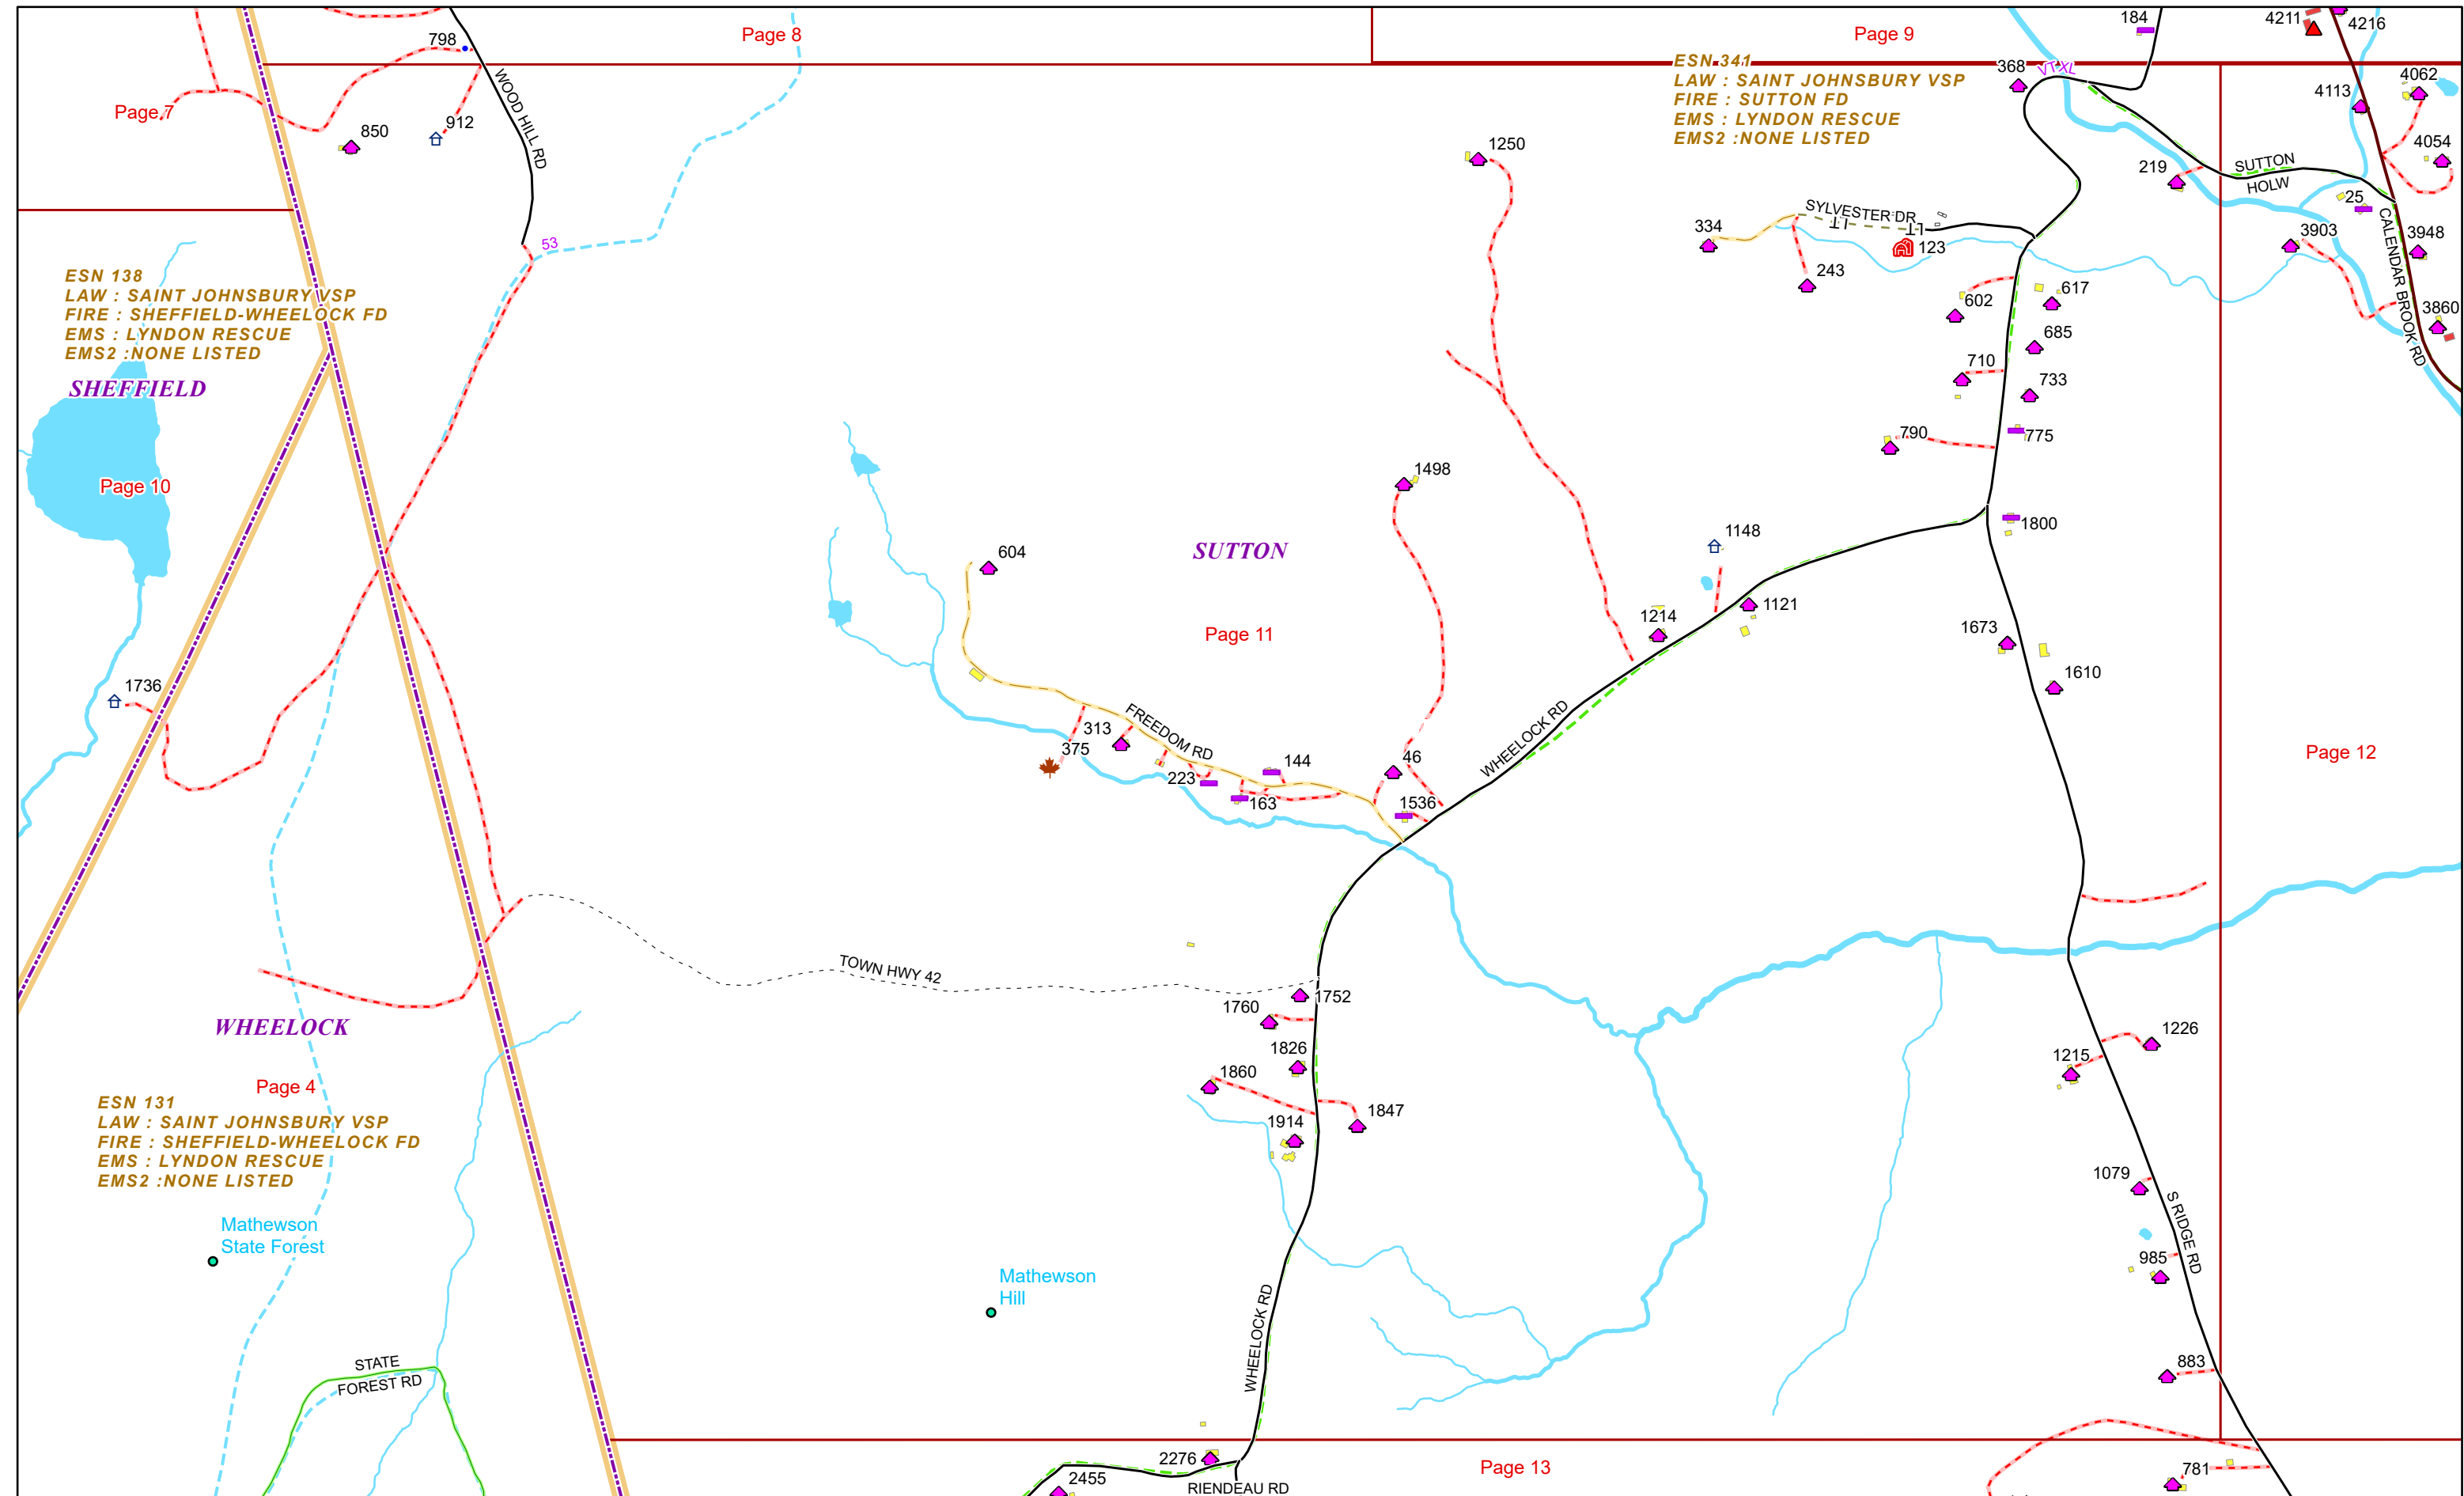 Page 8
Page 9
184
4211
4216
798
WOOD HILL RD
Page 7
850
912
ESN 341
LAW : SAINT JOHNSBURY VSP
FIRE : SUTTON FD
EMS : LYNDON RESCUE
EMS2 :NONE LISTED
368
VT XL
4113
4062
4054
1250
219
SUTTON
HOLW
25
334
SYLVESTER DR
123
243
3903
3948
CALENDAR BROOK RD
3860
53
ESN 138
LAW : SAINT JOHNSBURY VSP
FIRE : SHEFFIELD-WHEELOCK FD
EMS : LYNDON RESCUE
EMS2 :NONE LISTED
SHEFFIELD
Page 10
602
617
685
710
733
790
775
1498
1800
604
SUTTON
1148
1121
1214
Page 11
1673
1610
1736
313
375
FREEDOM RD
223
144
163
46
1536
WHEELOCK RD
Page 12
TOWN HWY 42
1752
1760
1826
1860
1847
1914
1226
1215
1079
S RIDGE RD
985
883
WHEELOCK
Page 4
ESN 131
LAW : SAINT JOHNSBURY VSP
FIRE : SHEFFIELD-WHEELOCK FD
EMS : LYNDON RESCUE
EMS2 :NONE LISTED
Mathewson
State Forest
Mathewson
Hill
STATE
FOREST RD
WHEELOCK RD
2276
2455
RIENDEAU RD
Page 13
781